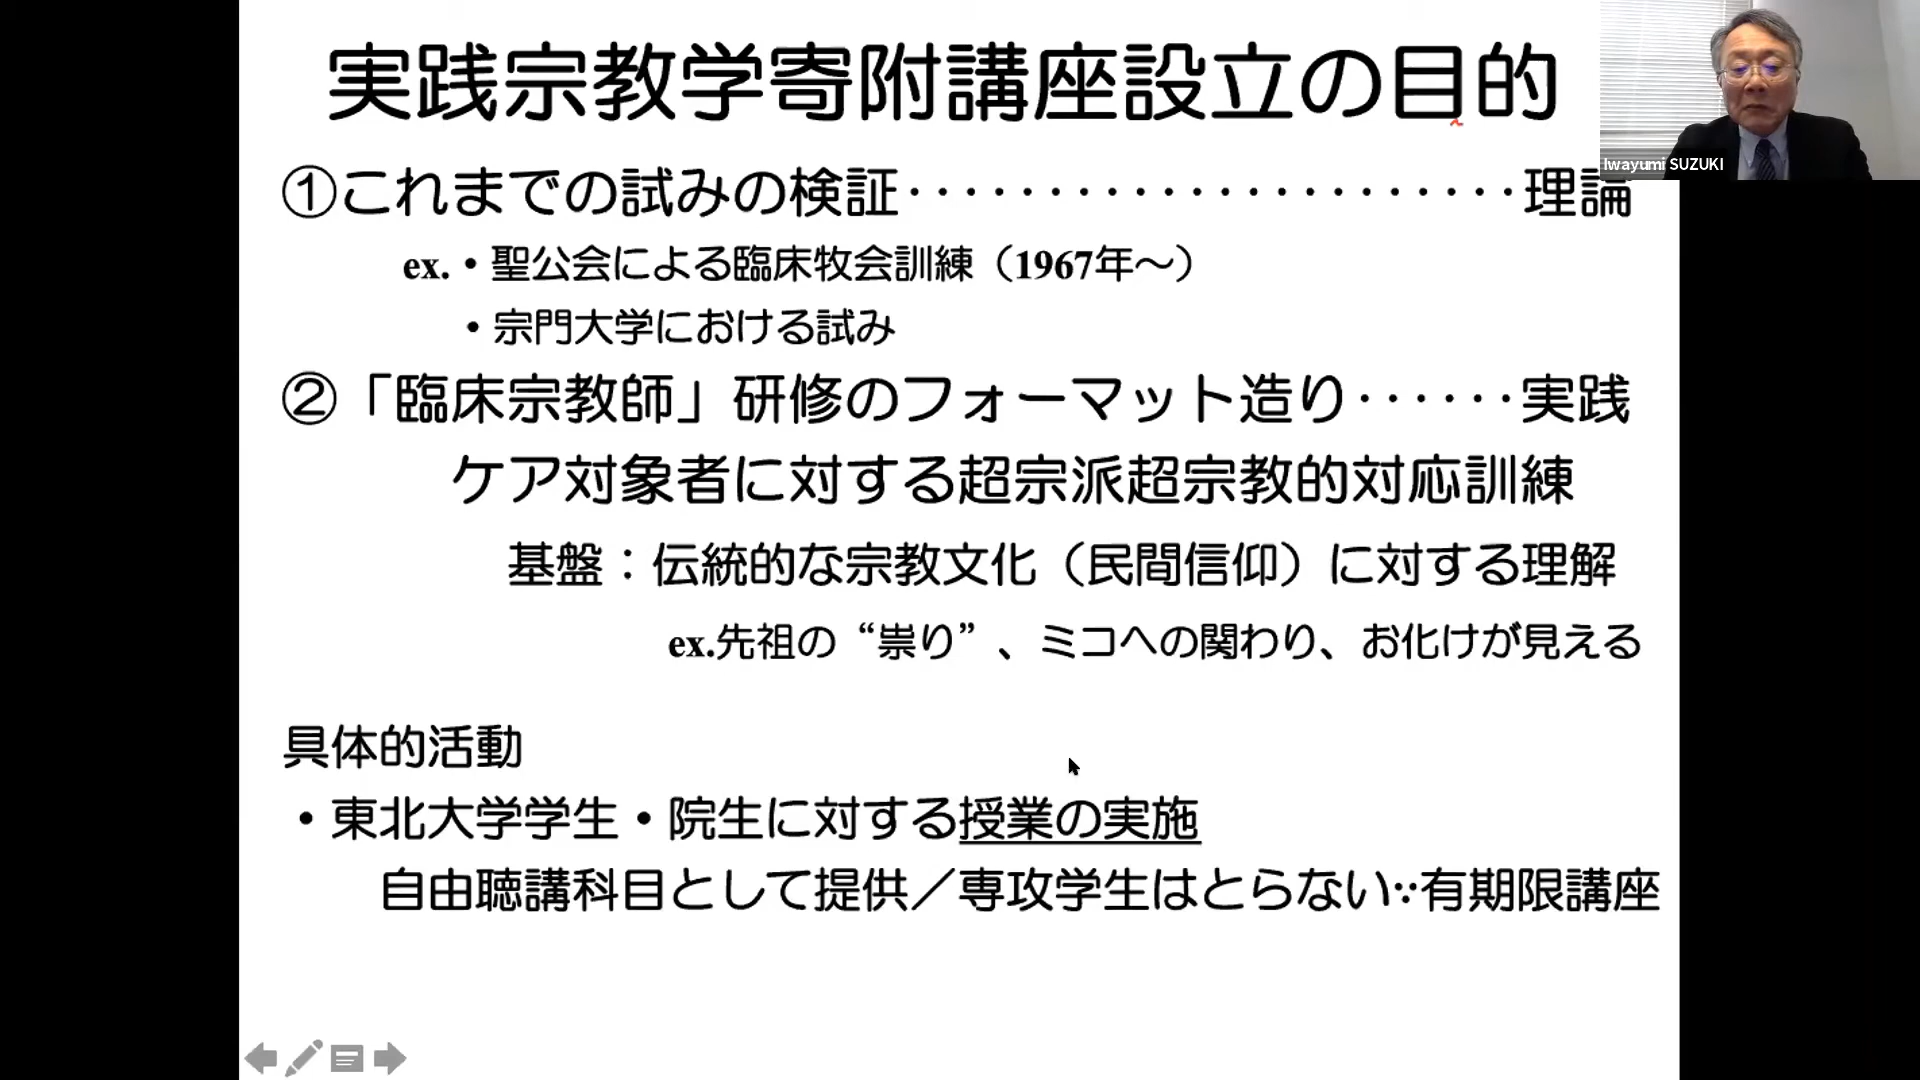 実践宗教学寄附講座設立の目的
Iwayumi SUZUKI
①これまでの試みの検証･･････････････････････理論
ex.・聖公会による臨床牧会訓練（1967年～）
・宗門大学における試み
②「臨床宗教師」研修のフォーマット造り･･････実践
ケア対象者に対する超宗派超宗教的対応訓練
基盤：伝統的な宗教文化（民間信仰）に対する理解
ex.先祖の“祟り”、ミコへの関わり、お化けが見える
具体的活動
・東北大学学生・院生に対する授業の実施
自由聴講科目として提供／専攻学生はとらない∵有期限講座